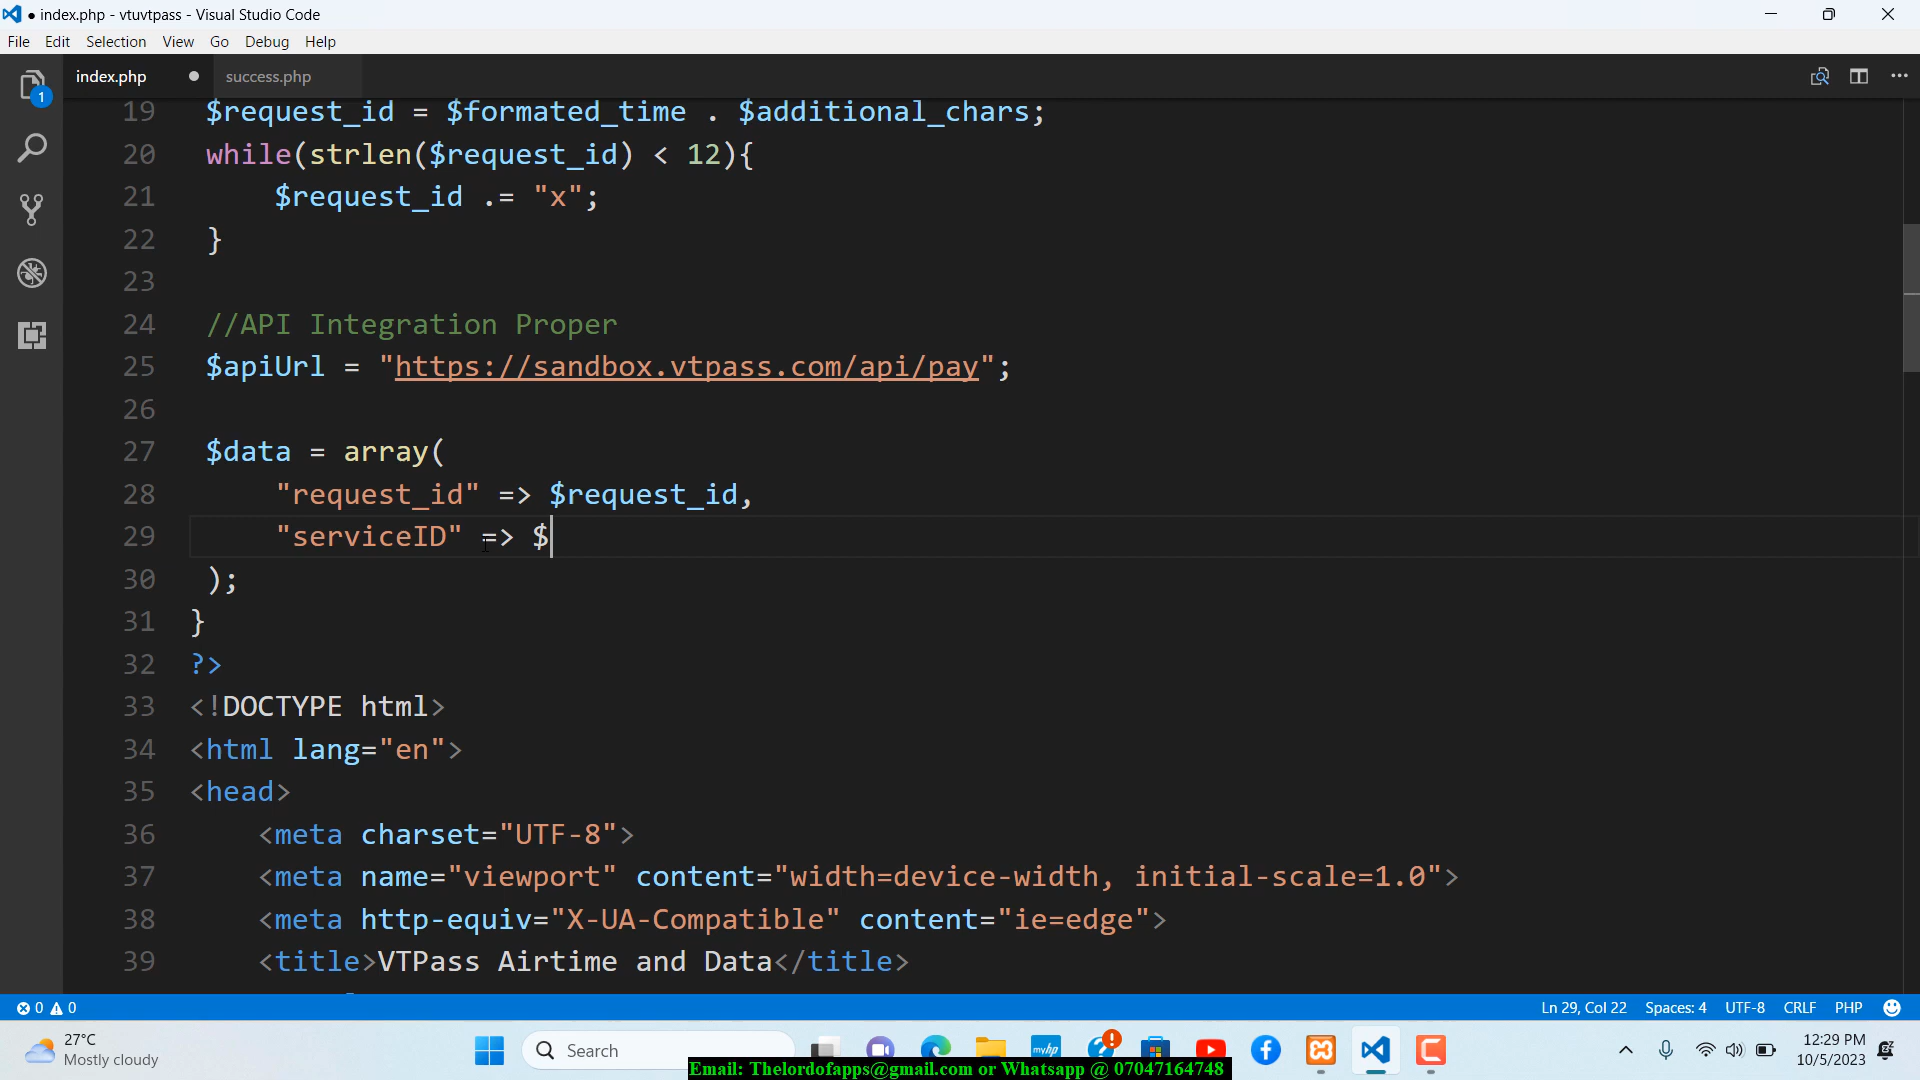 index.php - vtuvtpass - Visual Studio Code
File Edit Selection View Go Debug Help
index.php success.php
1
19 $request_id = $formated_time . $additional_chars;
20 while(strlen($request_id) < 12){
21 $request_id .= "x";
22 }
23
24 //API Integration Proper
25 $apiUrl = "https://sandbox.vtpass.com/api/pay";
26
27 $data = array(
28 "request_id" => $request_id,
29 "serviceID" => $
30 );
31 }
32 ?>
33 <!DOCTYPE html>
34 <html lang="en">
35 <head>
36 <meta charset="UTF-8">
37 <meta name="viewport" content="width=device-width, initial-scale=1.0">
38 <meta http-equiv="X-UA-Compatible" content="ie=edge">
39 <title>VTPass Airtime and Data</title>
0 0 Ln 29, Col 22 Spaces: 4 UTF-8 CRLF PHP
27°C
Mostly cloudy
Search
myhp
12:29 PM
10/5/2023
Email: Thelordofapps@gmail.com or Whatsapp @ 07047164748